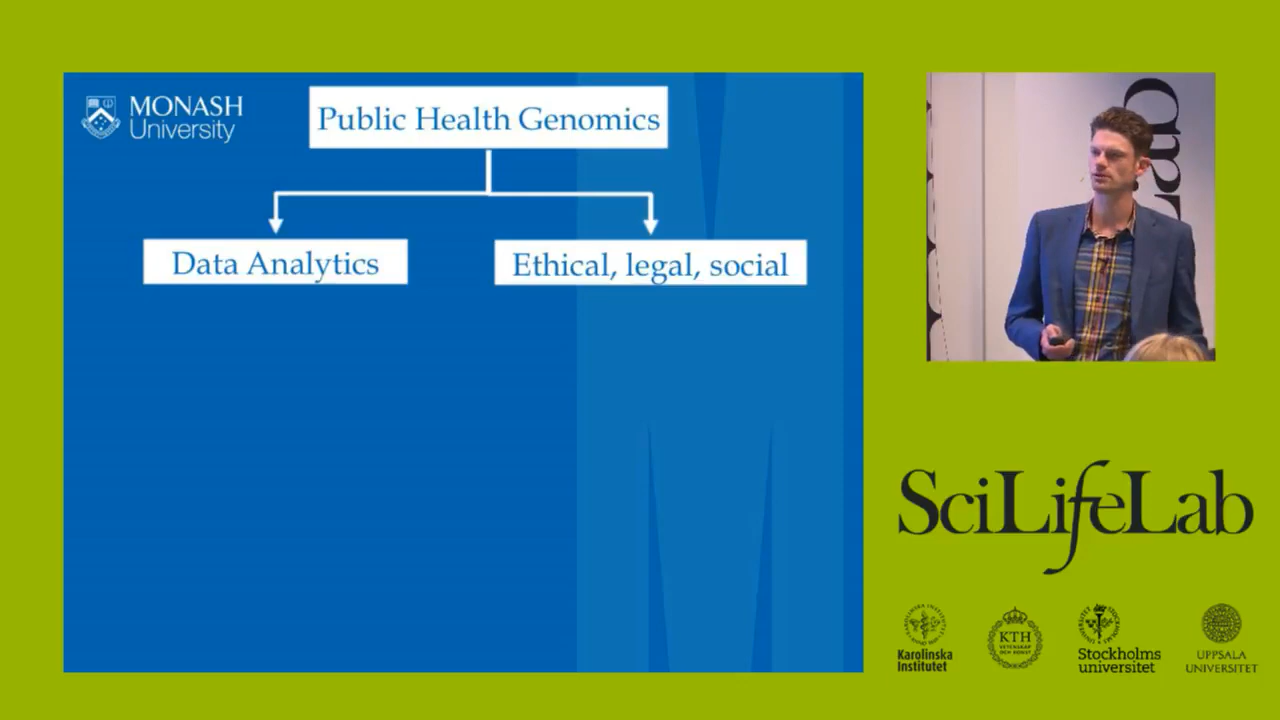 MONASH
University
Public Health Genomics
Data Analytics
Ethical, legal, social
SciLifeLab
Karolinska
Institutet
KTH
VETENSKAP
OCH KONST
Stockholms
universitet
UPPSALA
UNIVERSITET